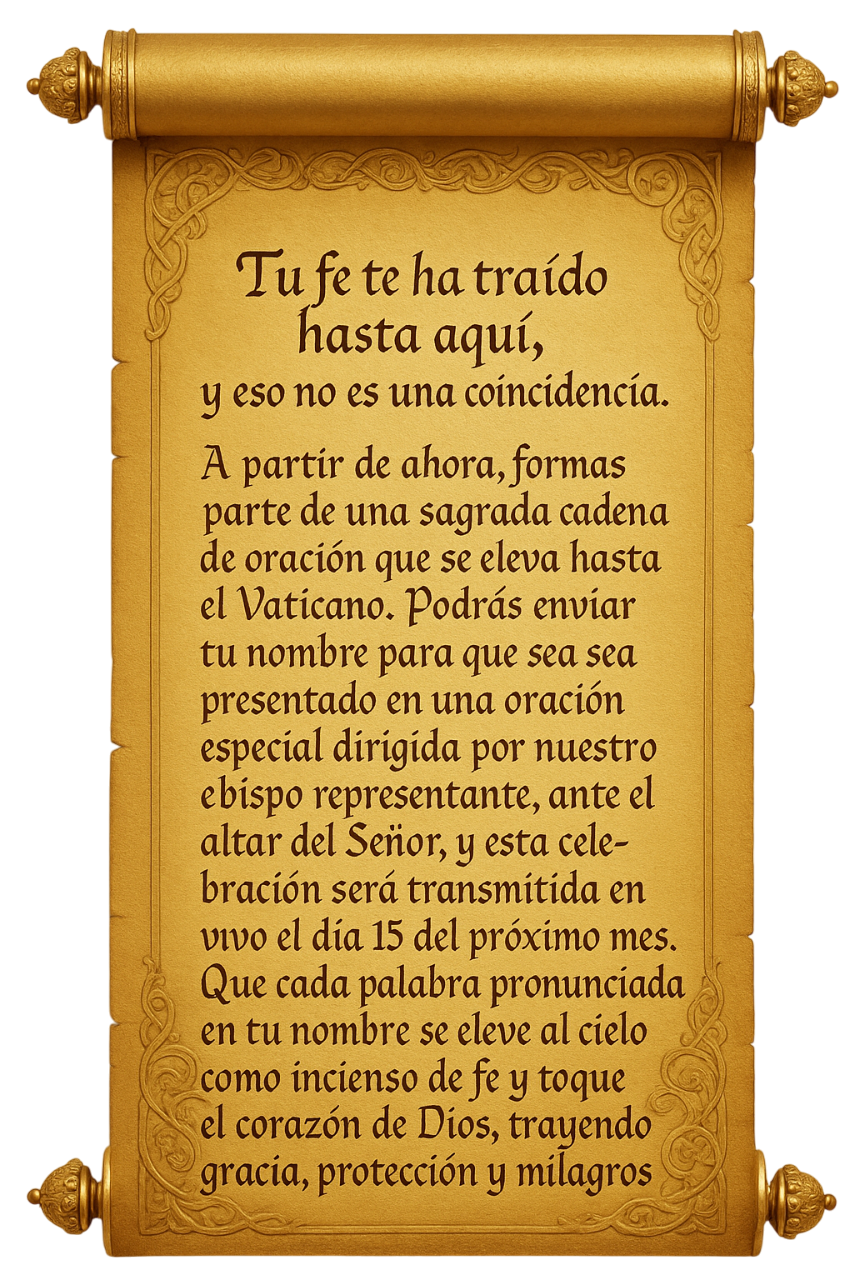 Tu fe te ha traído
hasta aquí,
y eso no es una coincidencia.
A partir de ahora, formas
parte de una sagrada cadena
de oración que se eleva hasta
el Vaticano. Podrás enviar
tu nombre para que sea sea
presentado en una oración
especial dirigida por nuestro
ebispo representante, ante el
altar del Señor, y esta cele-
bración será transmitida en
vıvo el día 15 del próximo mes.
Que cada palabra pronunciada
en tu nombre se eleve al cielo
como incienso de fe y toque
el corazón de Dios, trayendo
gracia, protección y milagros